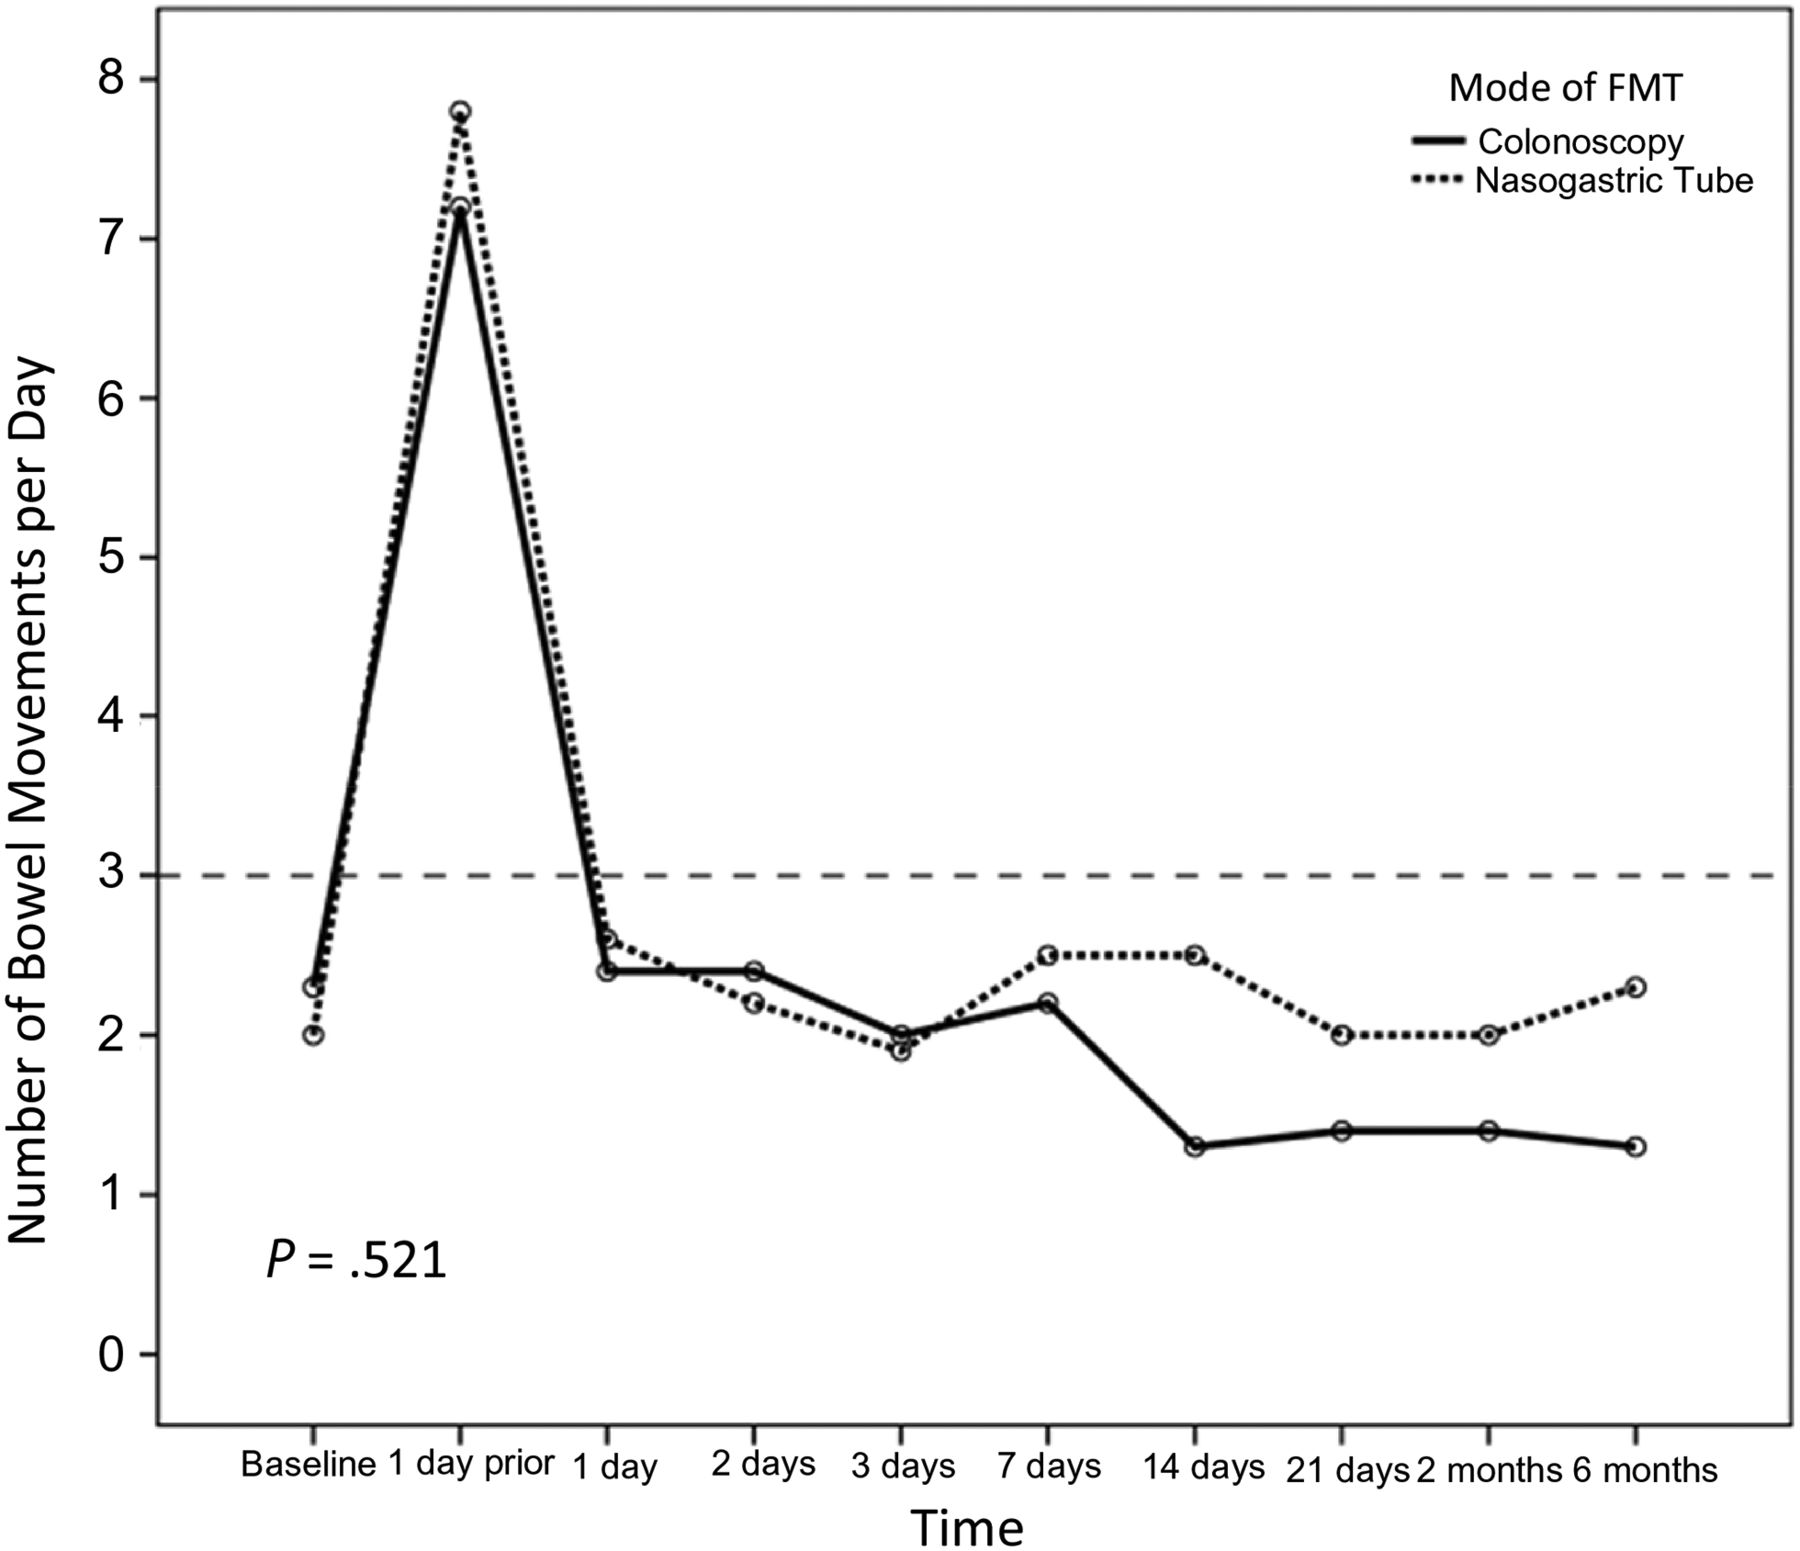 Number of Bowel Movements per Day
8
7
6
5
4
3
2
1
0
Mode of FMT
Colonoscopy
Nasogastric Tube
P = .521
Baseline 1 day prior 1 day 2 days 3 days 7 days 14 days 21 days 2 months 6 months
Time